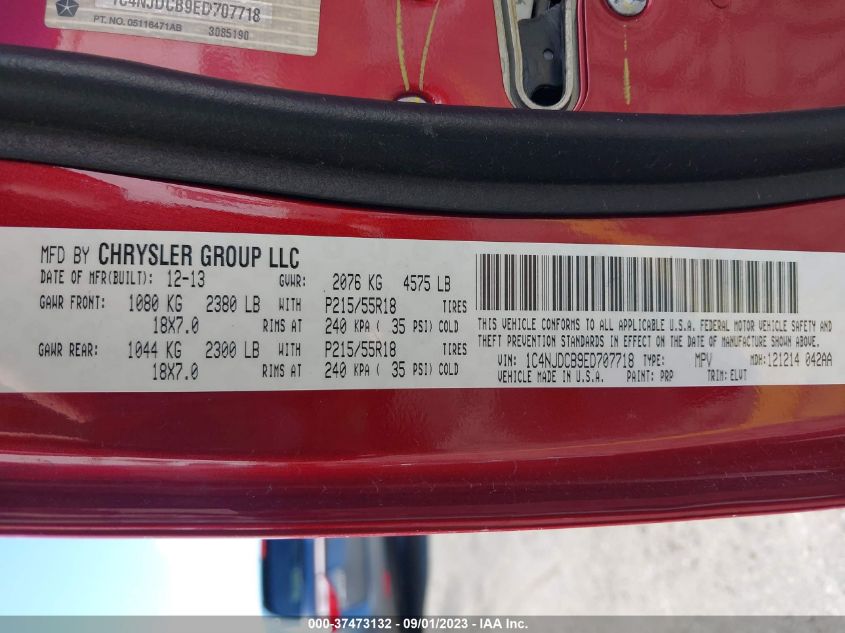 1C4NJDCB9ED707718
PT. NO. 05116471AB 3085190
MFD BY CHRYSLER GROUP LLC
DATE OF MFR(BUILT): 12-13 GVWR: 2076 KG 4575 LB
GAWR FRONT: 1080 KG 2380 LB WITH P215/55R18 TIRES
18X7.0 RIMS AT 240 KPA ( 35 PSI) COLD
GAWR REAR: 1044 KG 2300 LB WITH P215/55R18 TIRES
18X7.0 RIMS AT 240 KPA ( 35 PSI) COLD
THIS VEHICLE CONFORMS TO ALL APPLICABLE U.S.A. FEDERAL MOTOR VEHICLE SAFETY AND
THEFT PREVENTION STANDARDS IN EFFECT ON THE DATE OF MANUFACTURE SHOWN ABOVE.
VIN: 1C4NJDCB9ED707718 TYPE: MPV MDH:121214 042AA
VEHICLE MADE IN U.S.A. PAINT: PRP TRIM: ELVT
000-37473132 - 09/01/2023 - IAA Inc.